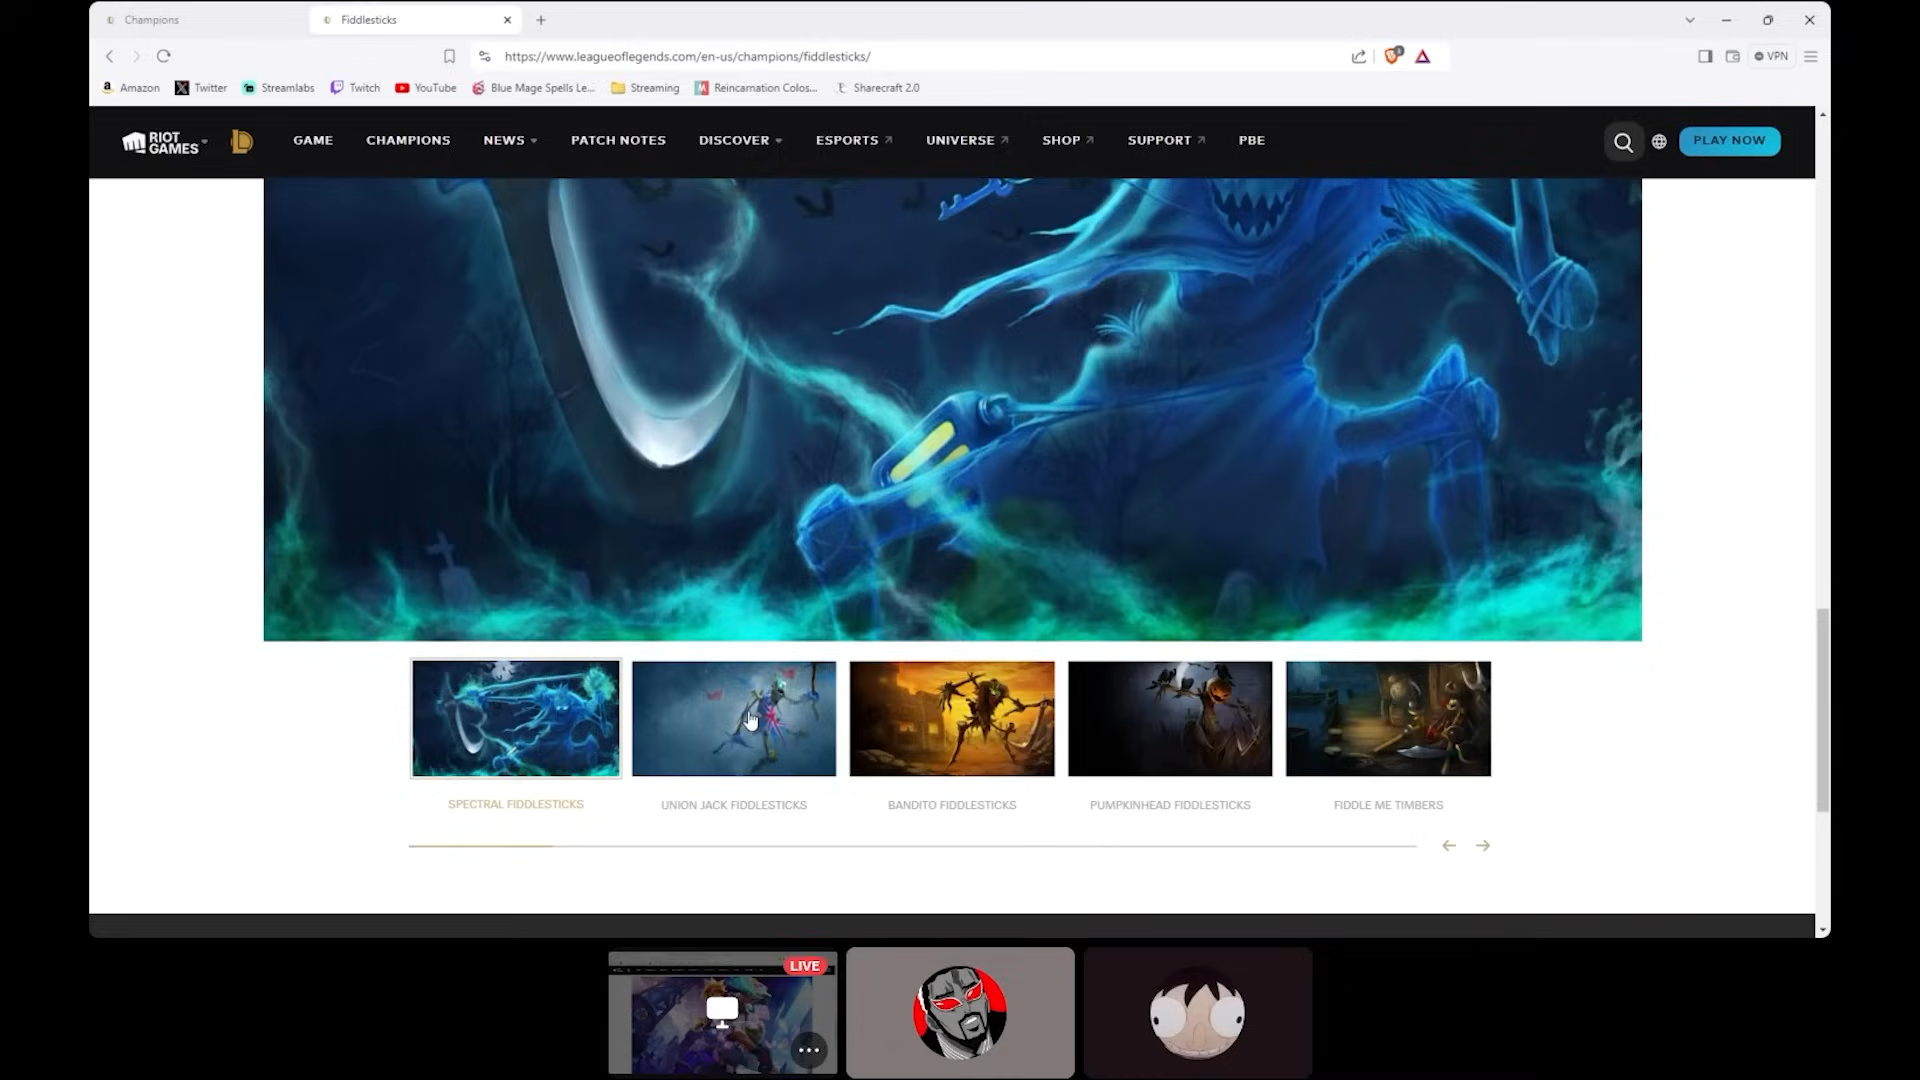 Champions
Fiddlesticks
https://www.leagueoflegends.com/en-us/champions/fiddlesticks/
VPN
Amazon
Twitter
Streamlabs
Twitch
YouTube
Blue Mage Spells Le...
Streaming
Reincarnation Colos...
Sharecraft 2.0
RIOT GAMES
GAME
CHAMPIONS
NEWS
PATCH NOTES
DISCOVER
ESPORTS
UNIVERSE
SHOP
SUPPORT
PBE
PLAY NOW
SPECTRAL FIDDLESTICKS
UNION JACK FIDDLESTICKS
BANDITO FIDDLESTICKS
PUMPKINHEAD FIDDLESTICKS
FIDDLE ME TIMBERS
LIVE